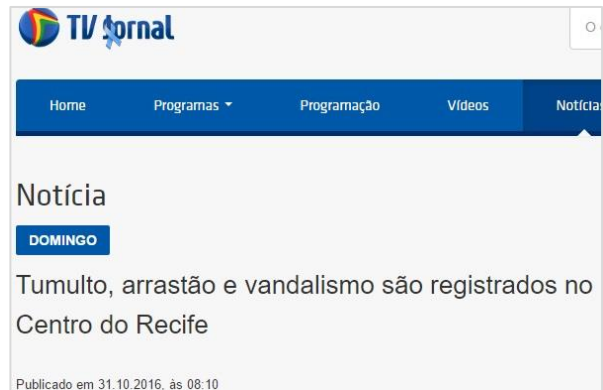 TV Jornal
Home Programas Programação Vídeos Notícias
Notícia
DOMINGO
Tumulto, arrastão e vandalismo são registrados no
Centro do Recife
Publicado em 31.10.2016, às 08:10